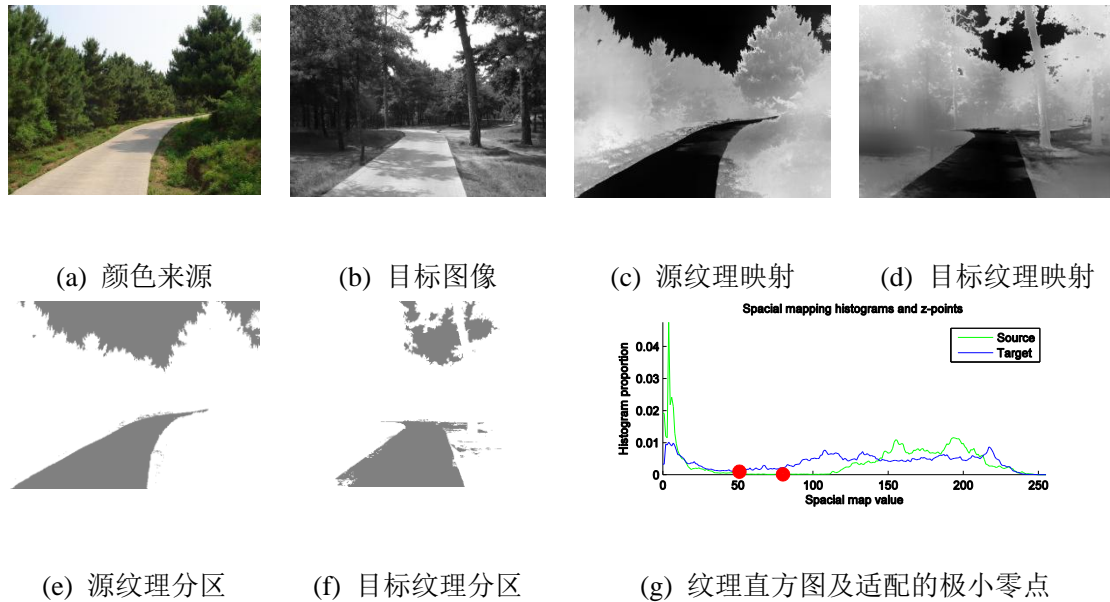 (a) 颜色来源
(b) 目标图像
(c) 源纹理映射
(d) 目标纹理映射
Spacial mapping histograms and z-points
Source
Target
Histogram proportion
0.04
0.03
0.02
0.01
0
0
50
100
150
200
250
Spacial map value
(e) 源纹理分区
(f) 目标纹理分区
(g) 纹理直方图及适配的极小零点